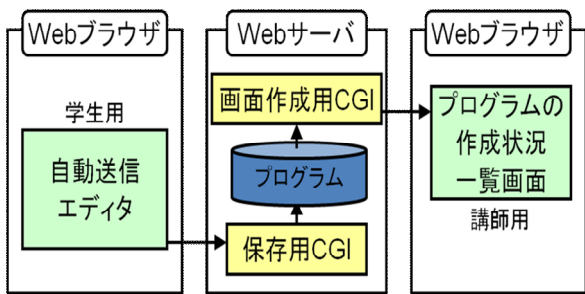 Webブラウザ
学生用
自動送信
エディタ
Webサーバ
画面作成用CGI
プログラム
保存用CGI
Webブラウザ
プログラムの
作成状況
一覧画面
講師用